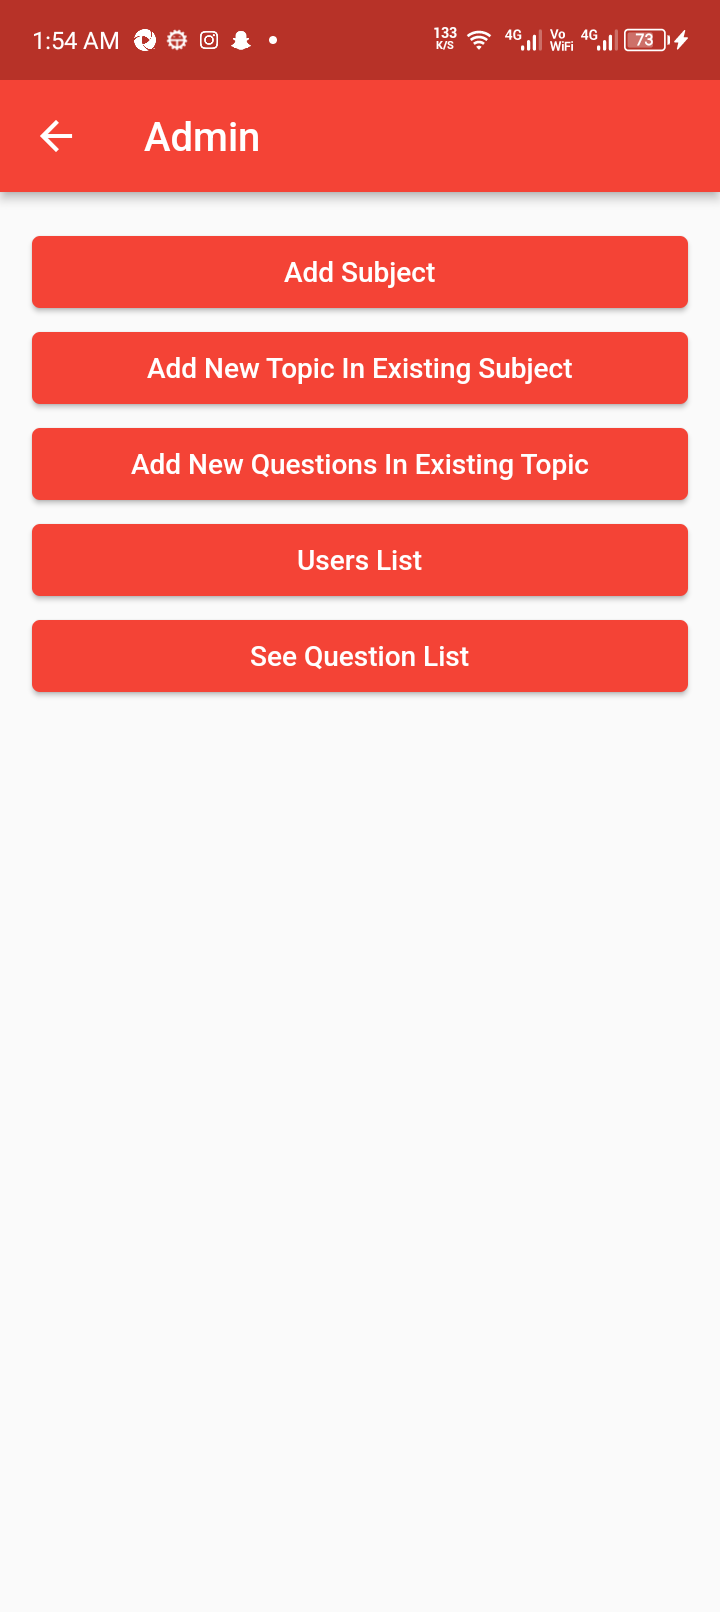 1:54 AM
133
K/S
4G
Vo
WiFi
4G
73
Admin
Add Subject
Add New Topic In Existing Subject
Add New Questions In Existing Topic
Users List
See Question List